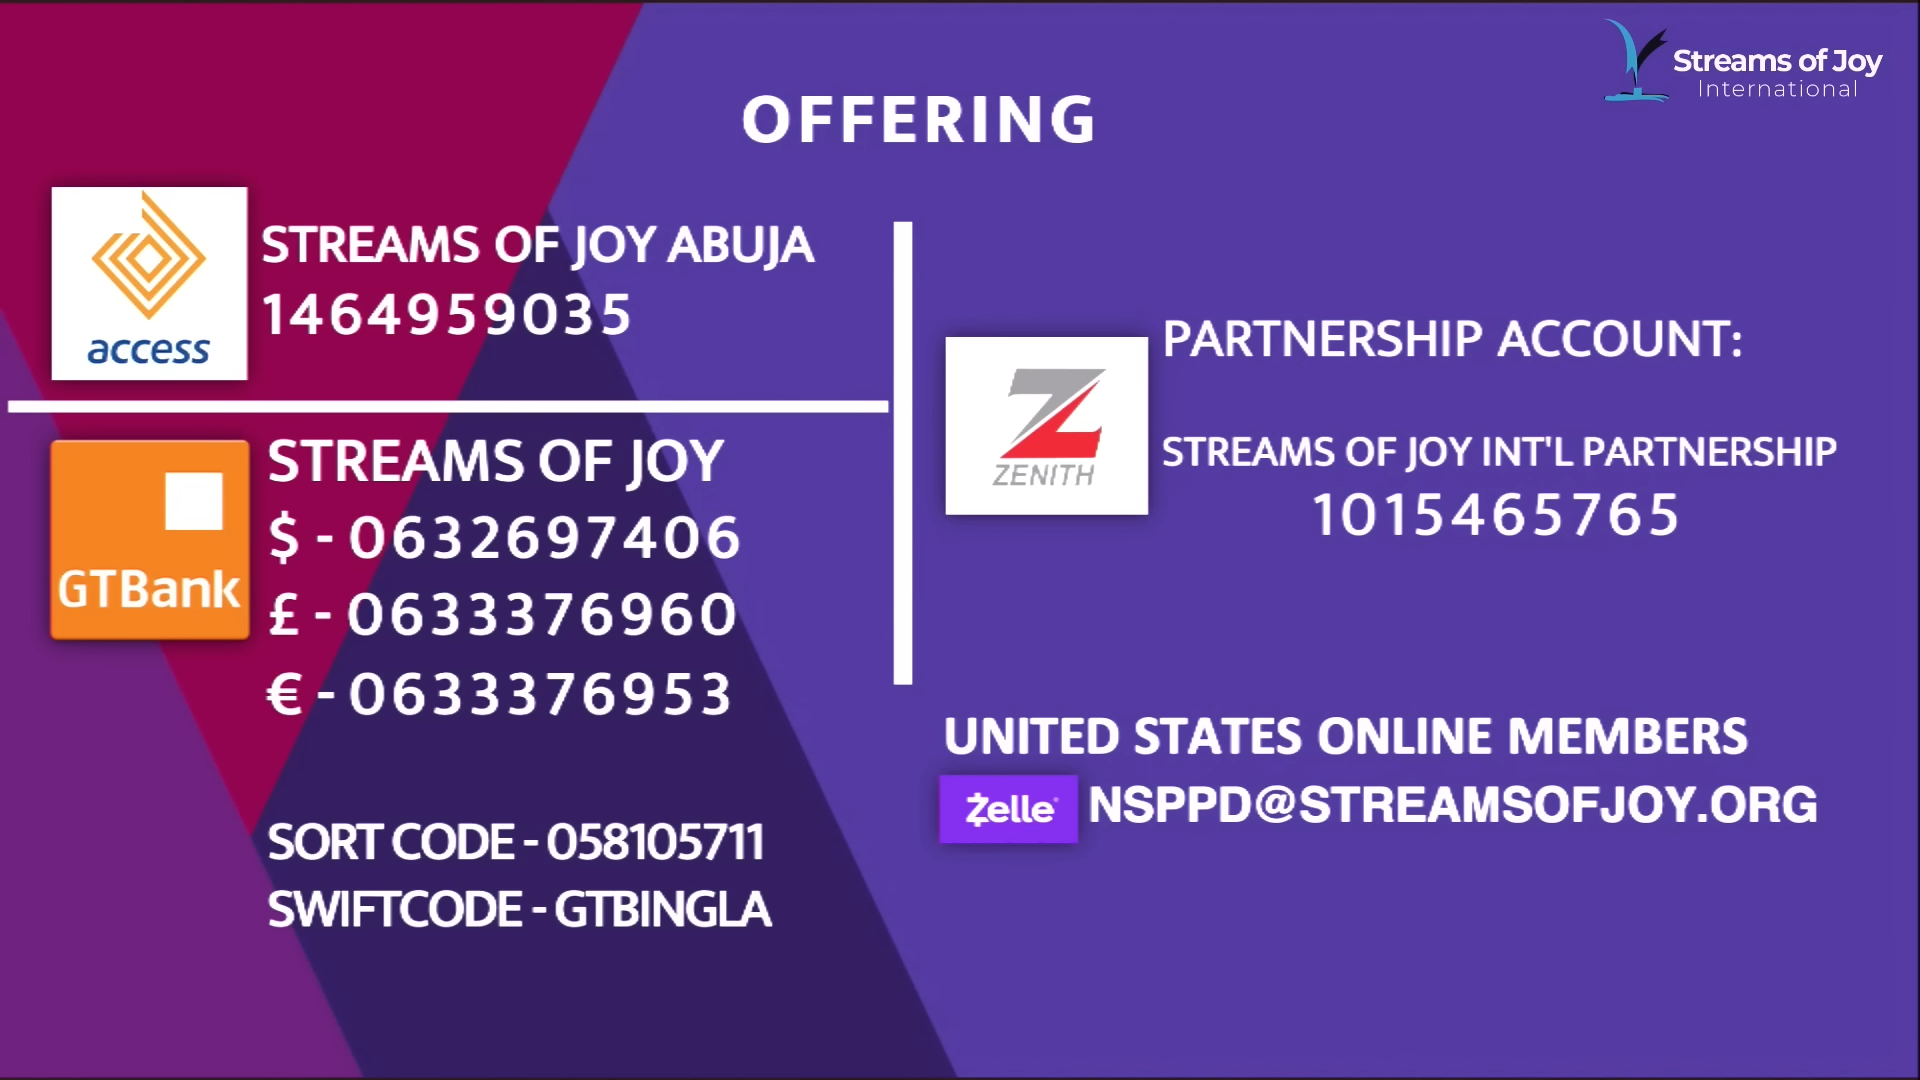 Streams of Joy
International
OFFERING
access
STREAMS OF JOY ABUJA
1464959035
GTBank
STREAMS OF JOY
$ - 0632697406
£ - 0633376960
€ - 0633376953
SORT CODE - 058105711
SWIFTCODE - GTBINGLA
ZENITH
PARTNERSHIP ACCOUNT:
STREAMS OF JOY INT'L PARTNERSHIP
1015465765
UNITED STATES ONLINE MEMBERS
Zelle NSPPD@STREAMSOFJOY.ORG